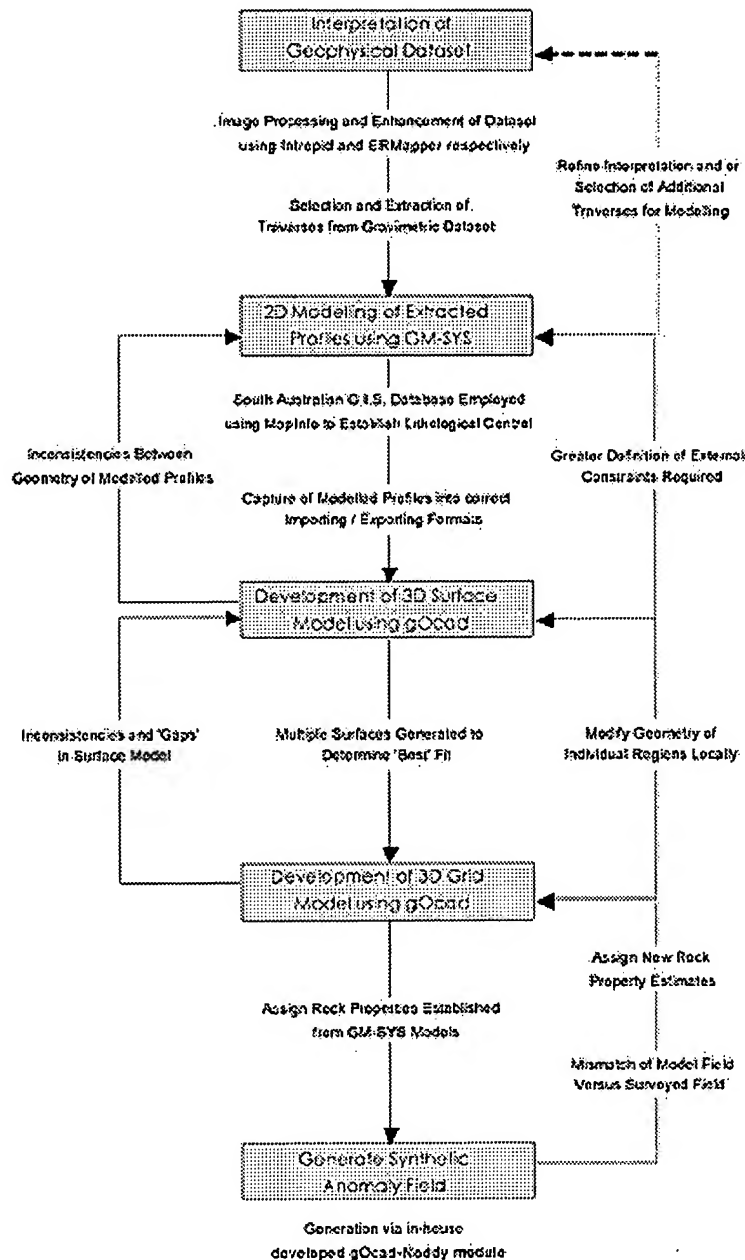 Interpretation of
Geophysical Dataset
Image Processing and Enhancement of Dataset
using Intrepid and ERMapper respectively
Refine Interpretation and or
Selection of Additional
Traverses for Modelling
Selection and Extraction of
Traverses from Gravimetric Dataset
2D Modelling of Extracted
Profiles using GM-SYS
South Australian G.I.S. Database Employed
using MapInfo to Establish Lithological Control
Inconsistencies Between
Geometry of Modelled Profiles
Greater Definition of External
Constraints Required
Capture of Modelled Profiles into correct
Importing / Exporting Formats
Development of 3D Surface
Model using gOcad
Inconsistencies and 'Gaps'
in Surface Model
Multiple Surfaces Generated to
Determine 'Best' Fit
Modify Geometry of
Individual Regions Locally
Development of 3D Grid
Model using gOcad
Assign New Rock
Property Estimates
Assign Rock Properties Established
from GM-SYS Models
Mismatch of Model Field
Versus Surveyed Field
Generate Synthetic
Anomaly Field
Generation via in-house
developed gOcad-Noddy module